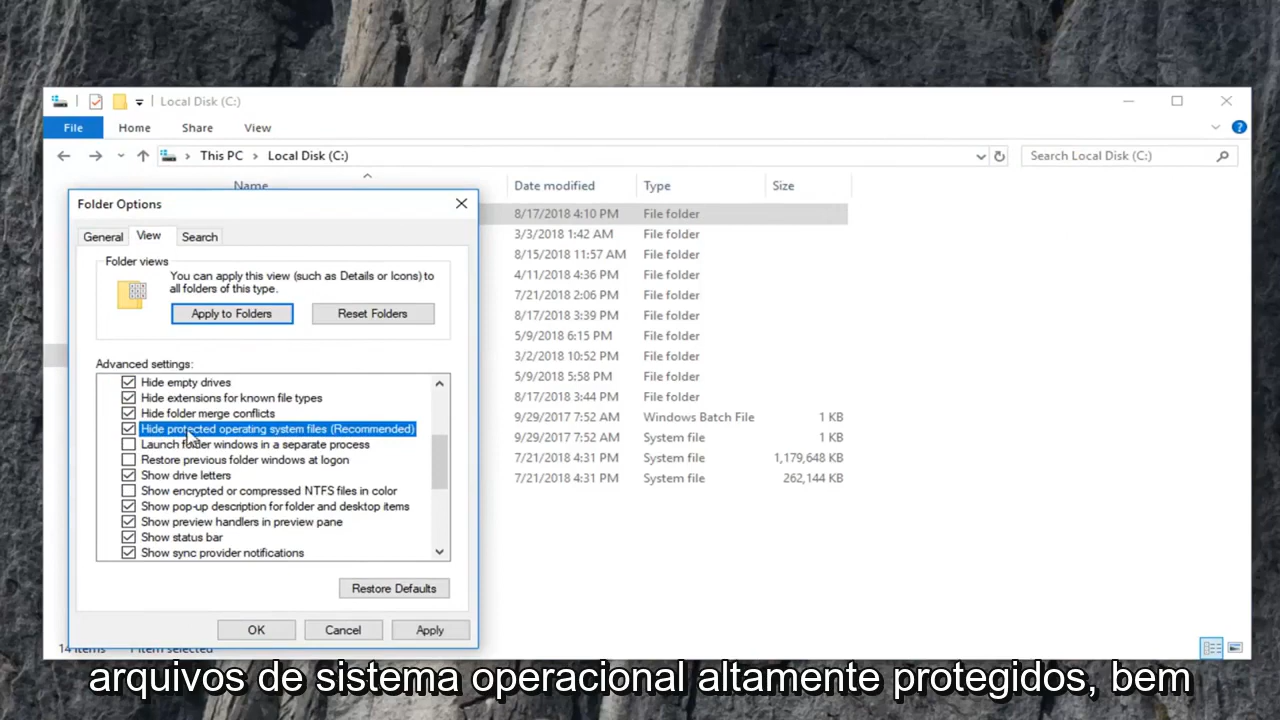 Local Disk (C:)
File Home Share View
This PC Local Disk (C:) Search Local Disk (C:)
Name Date modified Type Size
Folder Options
General View Search
Folder views
You can apply this view (such as Details or Icons) to
all folders of this type.
Apply to Folders Reset Folders
Advanced settings:
Hide empty drives
Hide extensions for known file types
Hide folder merge conflicts
Hide protected operating system files (Recommended)
Launch folder windows in a separate process
Restore previous folder windows at logon
Show drive letters
Show encrypted or compressed NTFS files in color
Show pop-up description for folder and desktop items
Show preview handlers in preview pane
Show status bar
Show sync provider notifications
Restore Defaults
OK Cancel Apply
8/17/2018 4:10 PM File folder
3/3/2018 1:42 AM File folder
8/15/2018 11:57 AM File folder
4/11/2018 4:36 PM File folder
7/21/2018 2:06 PM File folder
8/17/2018 3:39 PM File folder
5/9/2018 6:15 PM File folder
3/2/2018 10:52 PM File folder
5/9/2018 5:58 PM File folder
8/17/2018 3:44 PM File folder
9/29/2017 7:52 AM Windows Batch File 1 KB
9/29/2017 7:52 AM System file 1 KB
7/21/2018 4:31 PM System file 1,179,648 KB
7/21/2018 4:31 PM System file 262,144 KB
14 items 1 item selected
arquivos de sistema operacional altamente protegidos, bem